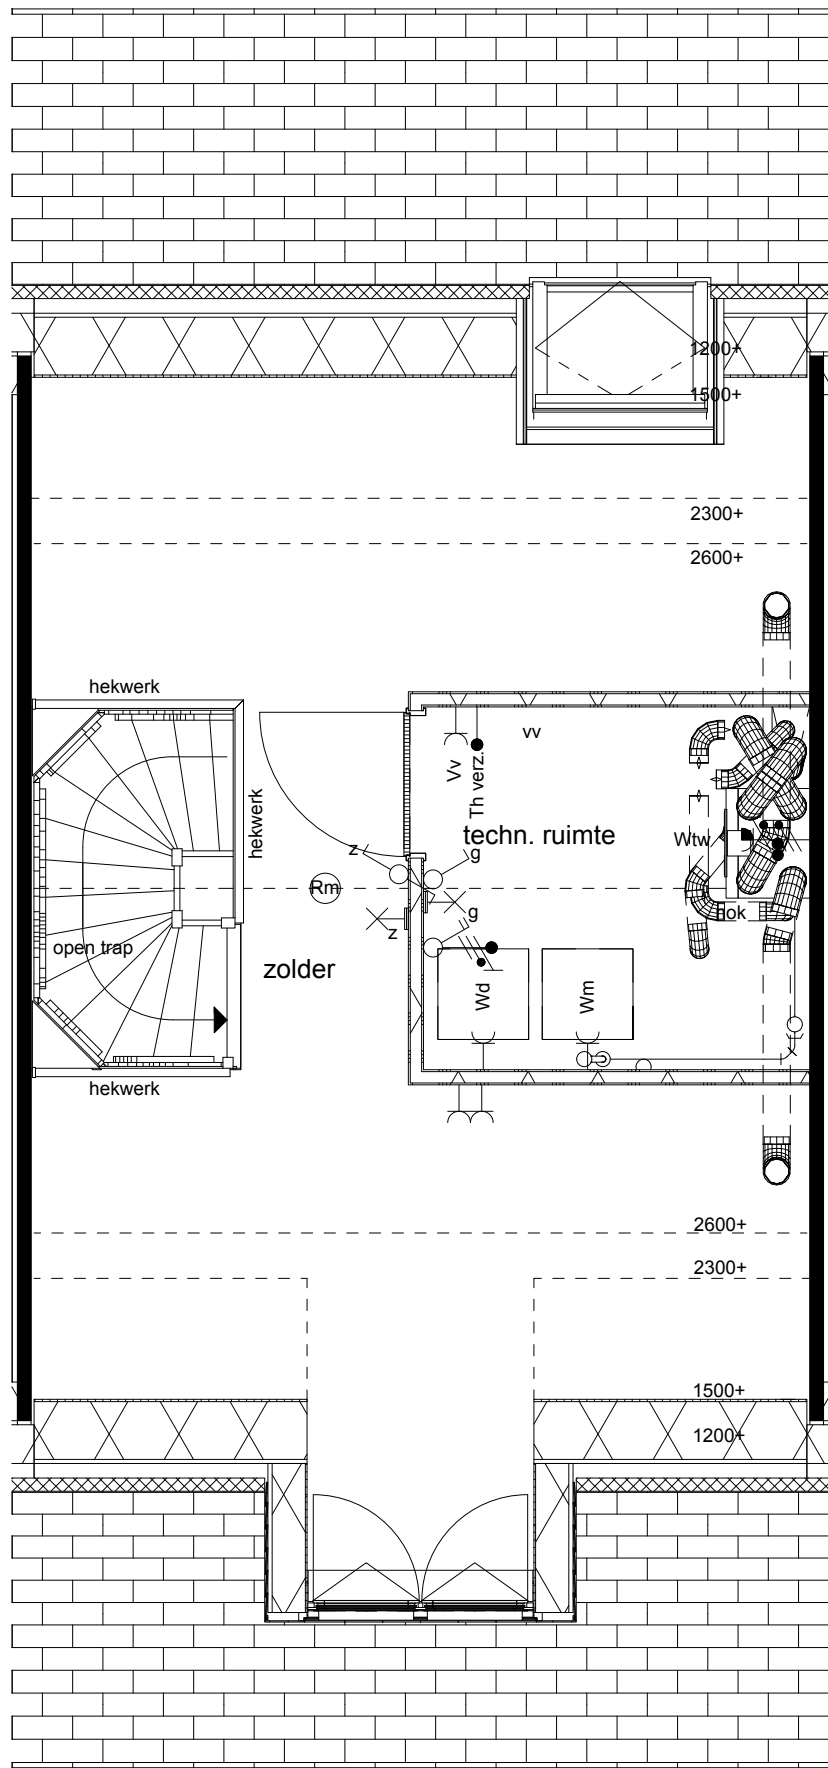 1200+
1500+
2300+
2600+
hekwerk
hekwerk
open trap
hekwerk
Rm
zolder
z
z
g
g
Vv
Th verz.
vv
techn. ruimte
Wtw
nok
Wd
Wm
2600+
2300+
1500+
1200+